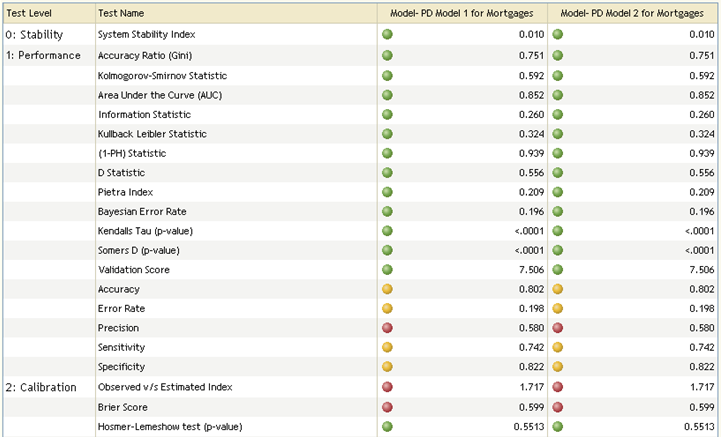 Test Level Test Name Model- PD Model 1 for Mortgages Model- PD Model 2 for Mortgages
0: Stability System Stability Index 0.010 0.010
1: Performance Accuracy Ratio (Gini) 0.751 0.751
Kolmogorov-Smirnov Statistic 0.592 0.592
Area Under the Curve (AUC) 0.852 0.852
Information Statistic 0.260 0.260
Kullback Leibler Statistic 0.324 0.324
(1-PH) Statistic 0.939 0.939
D Statistic 0.556 0.556
Pietra Index 0.209 0.209
Bayesian Error Rate 0.196 0.196
Kendalls Tau (p-value) <.0001 <.0001
Somers D (p-value) <.0001 <.0001
Validation Score 7.506 7.506
Accuracy 0.802 0.802
Error Rate 0.198 0.198
Precision 0.580 0.580
Sensitivity 0.742 0.742
Specificity 0.822 0.822
2: Calibration Observed v/s Estimated Index 1.717 1.717
Brier Score 0.599 0.599
Hosmer-Lemeshow test (p-value) 0.5513 0.5513